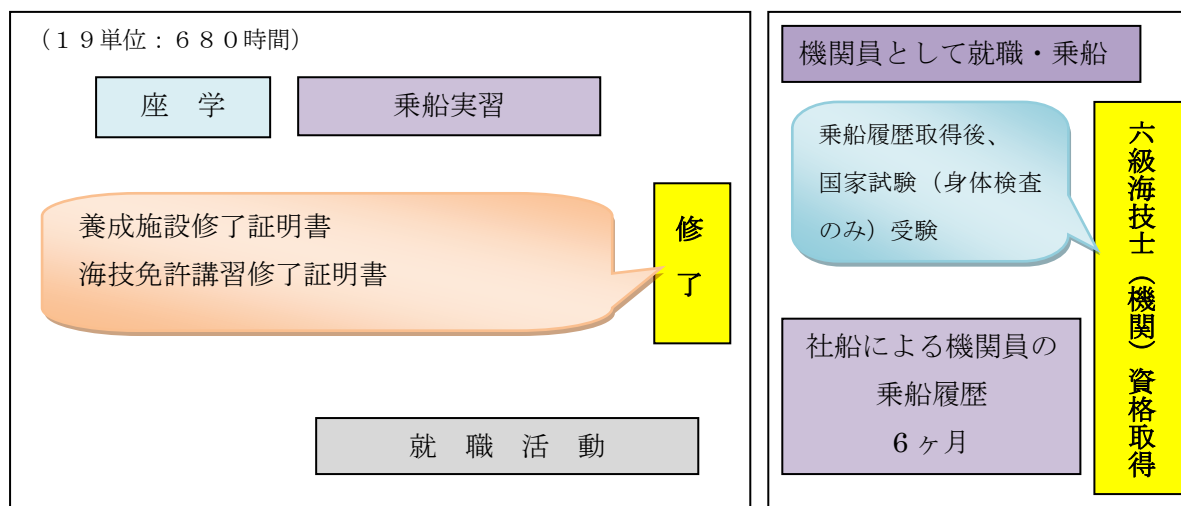 （１９単位：６８０時間）
座　学
乗船実習
養成施設修了証明書
海技免許講習修了証明書
修了
就　職　活　動
機関員として就職・乗船
乗船履歴取得後、
国家試験（身体検査
のみ）受験
社船による機関員の
乗船履歴
6 ヶ月
六級海技士（機関）資格取得